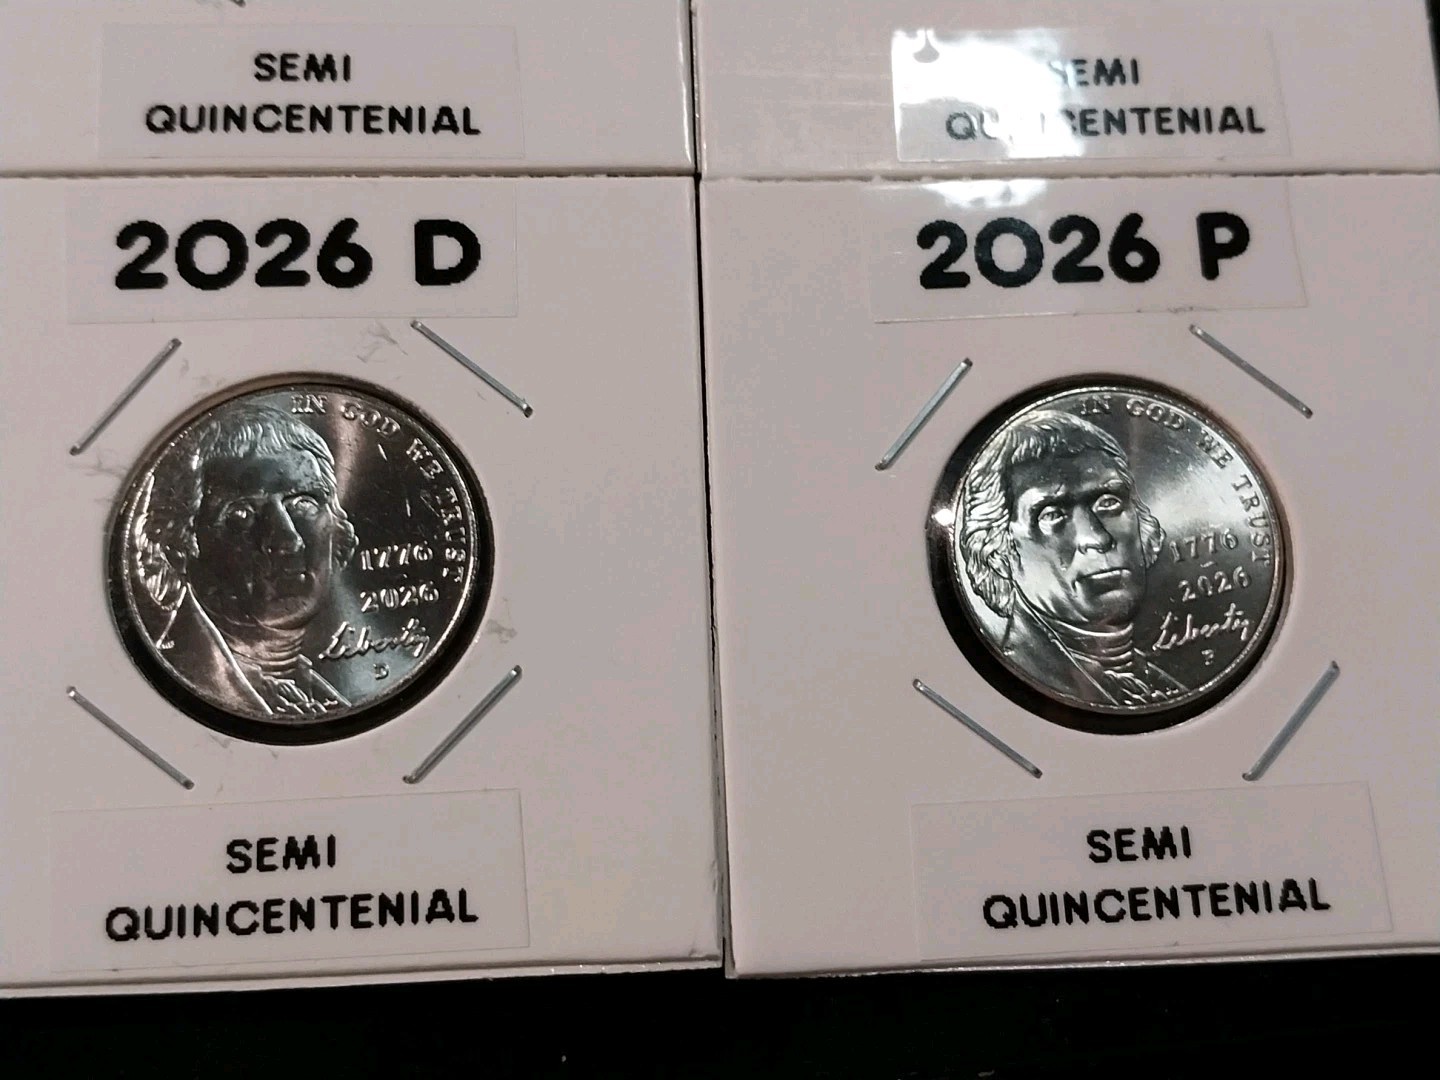 SEMI
QUINCENTENIAL
SEMI
QUINCENTENIAL
2026 D
2026 P
IN GOD WE TRUST
1776
2026
Liberty
D
IN GOD WE TRUST
1776
2026
Liberty
P
SEMI
QUINCENTENIAL
SEMI
QUINCENTENIAL